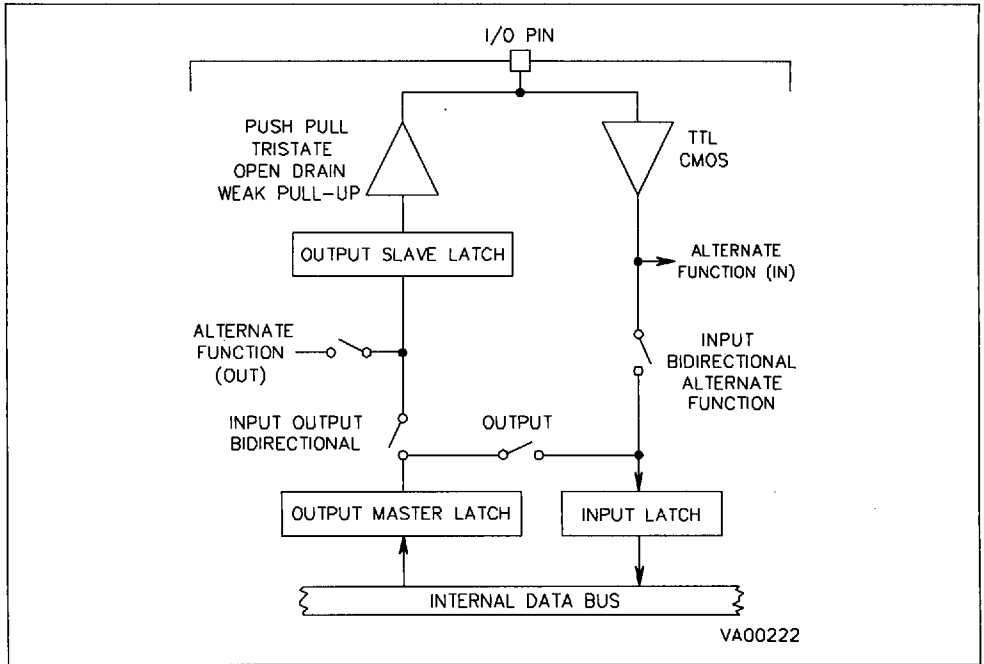 I/O PIN
PUSH PULL
TRISTATE
OPEN DRAIN
WEAK PULL-UP
TTL
CMOS
OUTPUT SLAVE LATCH
ALTERNATE
FUNCTION (IN)
ALTERNATE
FUNCTION
(OUT)
INPUT
BIDIRECTIONAL
ALTERNATE
FUNCTION
INPUT OUTPUT
BIDIRECTIONAL
OUTPUT
OUTPUT MASTER LATCH
INPUT LATCH
INTERNAL DATA BUS
VA00222